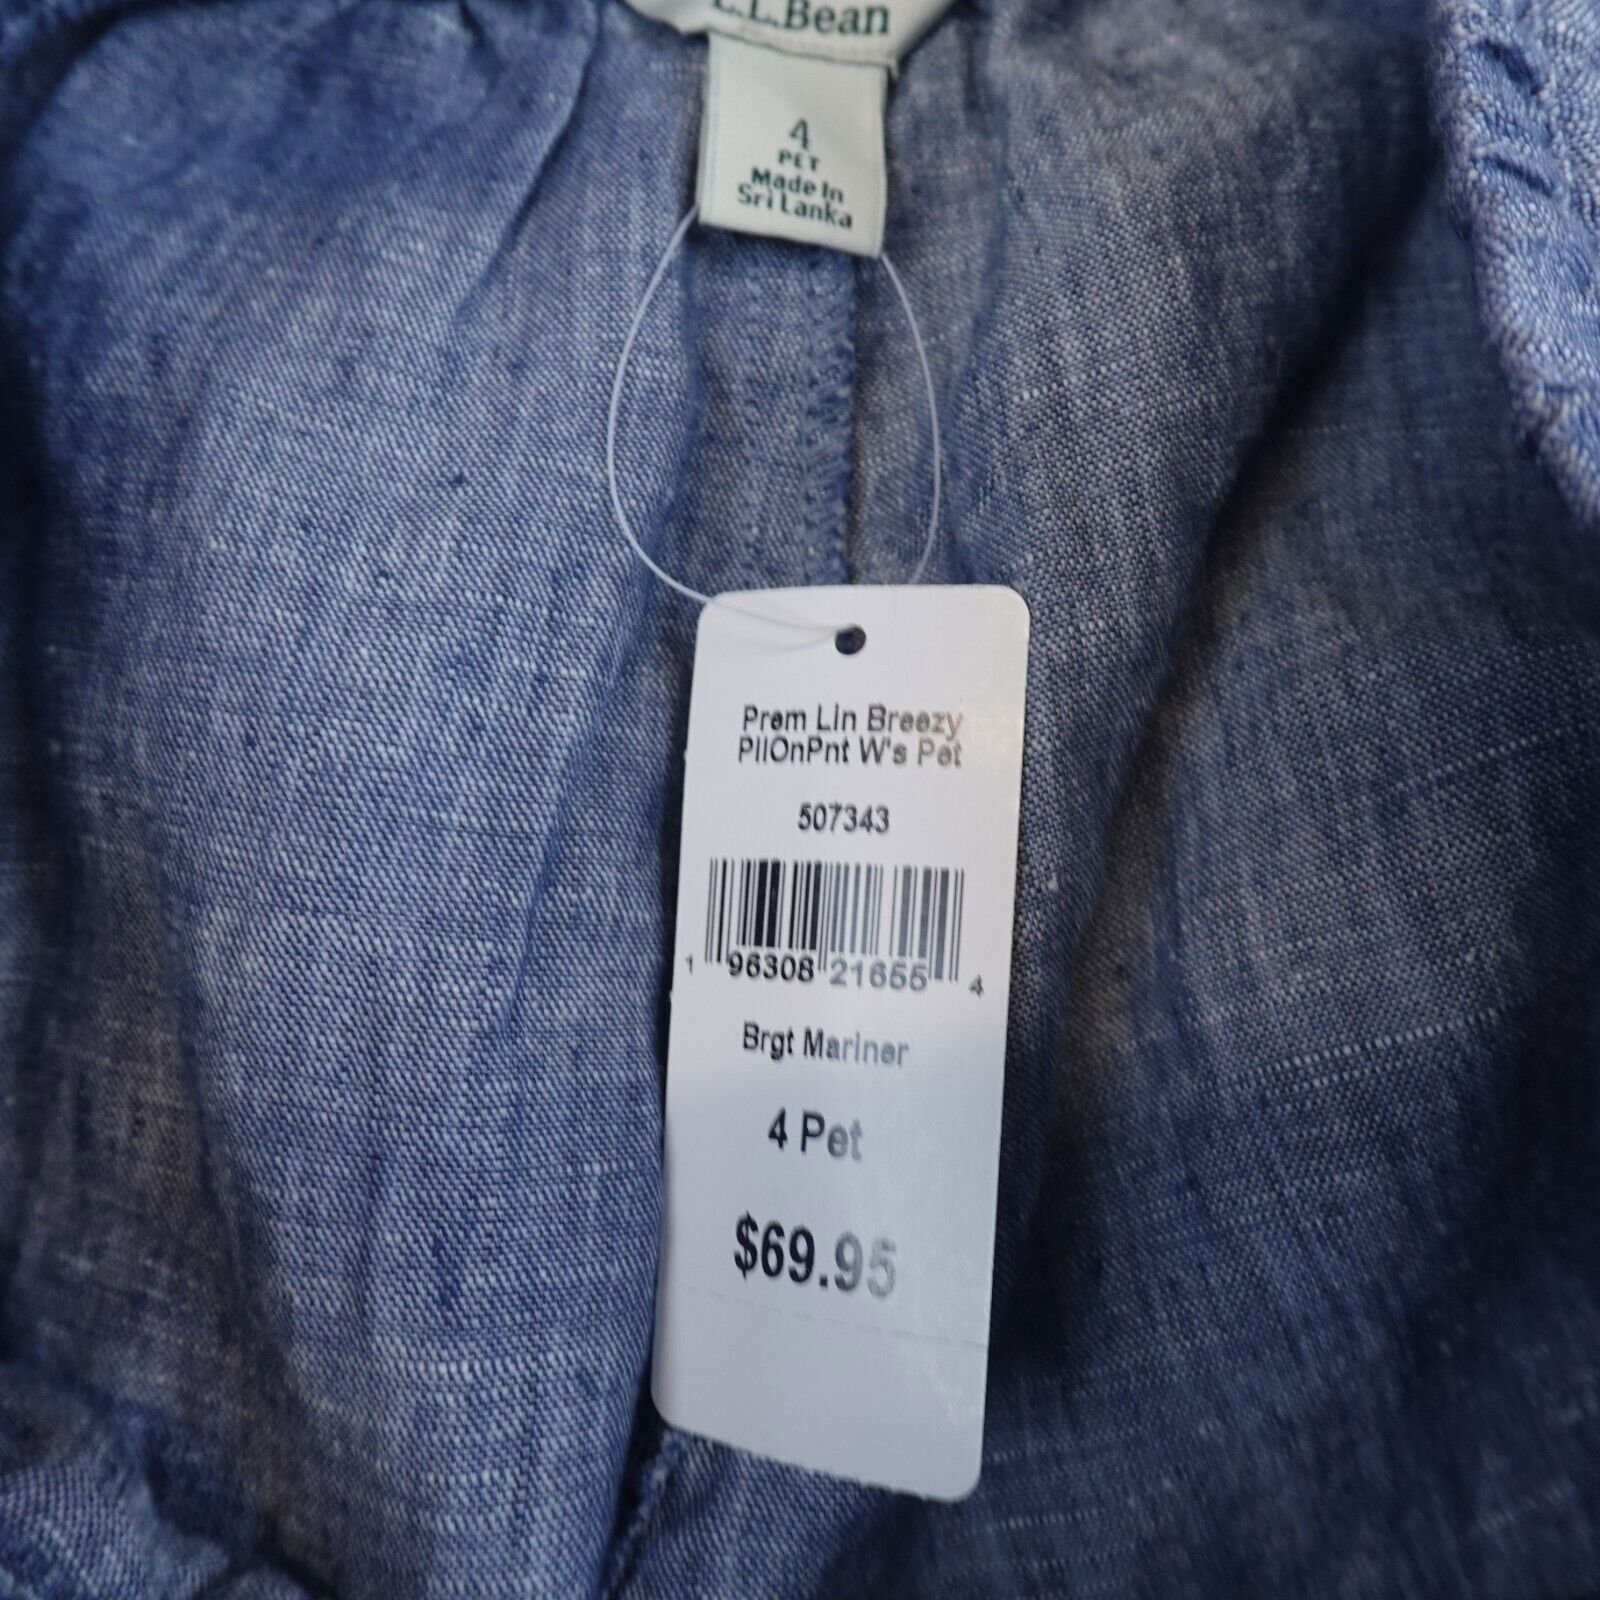 L.L.Bean
4
PET
Made In
Sri Lanka
Prem Lin Breezy
PllOnPnt W's Pet
507343
1 96308 21655 4
Brgt Mariner
4 Pet
$69.95